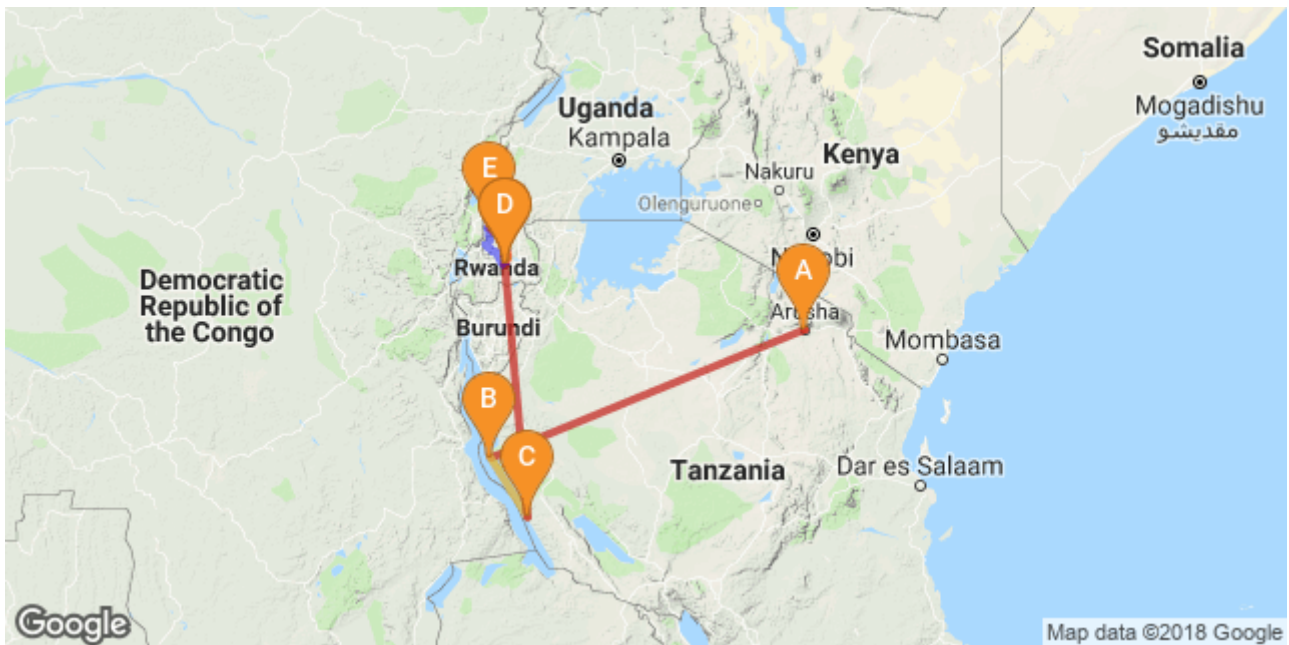 Somalia
Mogadishu
مقديشو
Uganda
Kampala
Kenya
Nakuru
Olenguruone
E
D
A
Rwanda
Arusha
Democratic
Republic of
the Congo
Burundi
Mombasa
B
C
Tanzania
Dar es Salaam
Google
Map data ©2018 Google